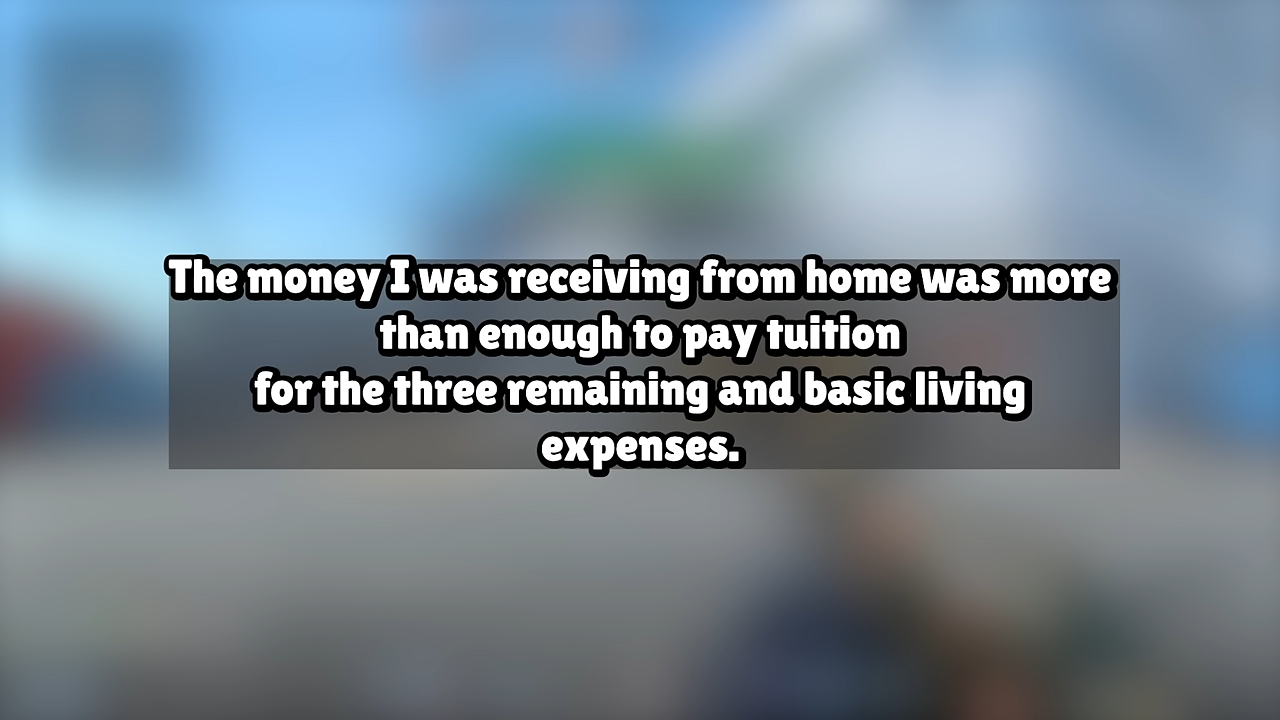 The money I was receiving from home was more
than enough to pay tuition
for the three remaining and basic living
expenses.